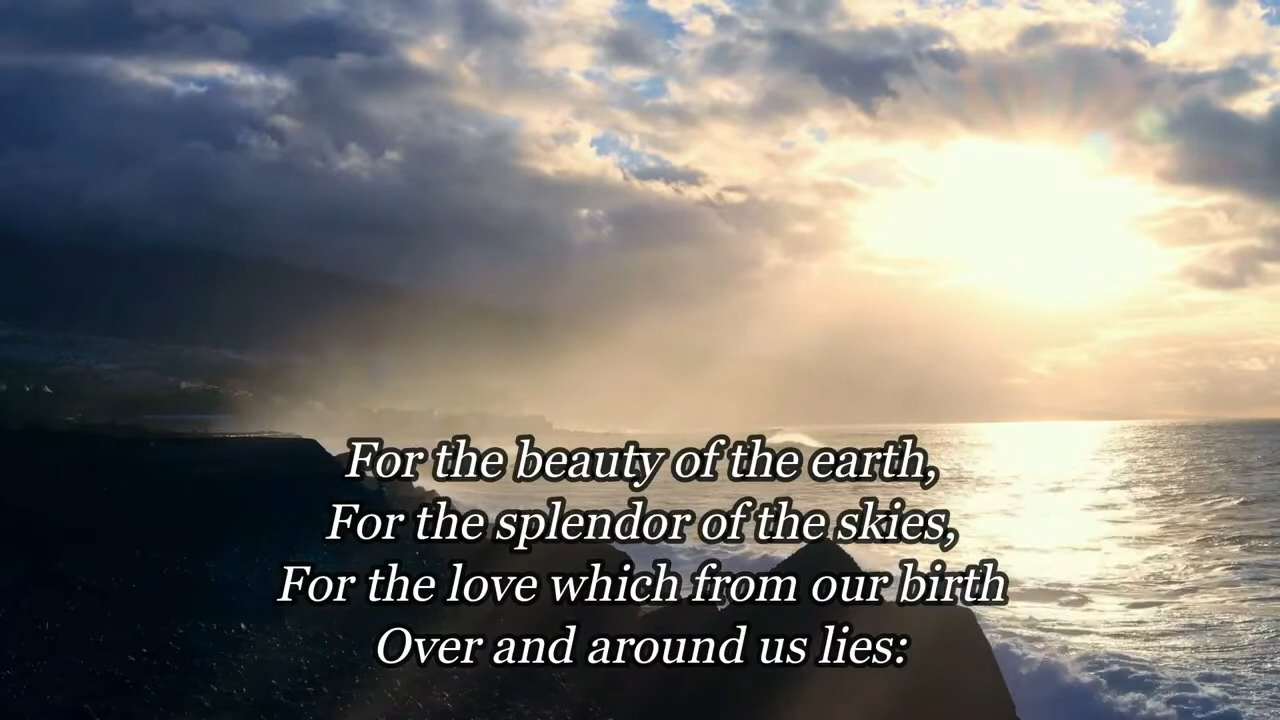 For the beauty of the earth,
For the splendor of the skies,
For the love which from our birth
Over and around us lies: